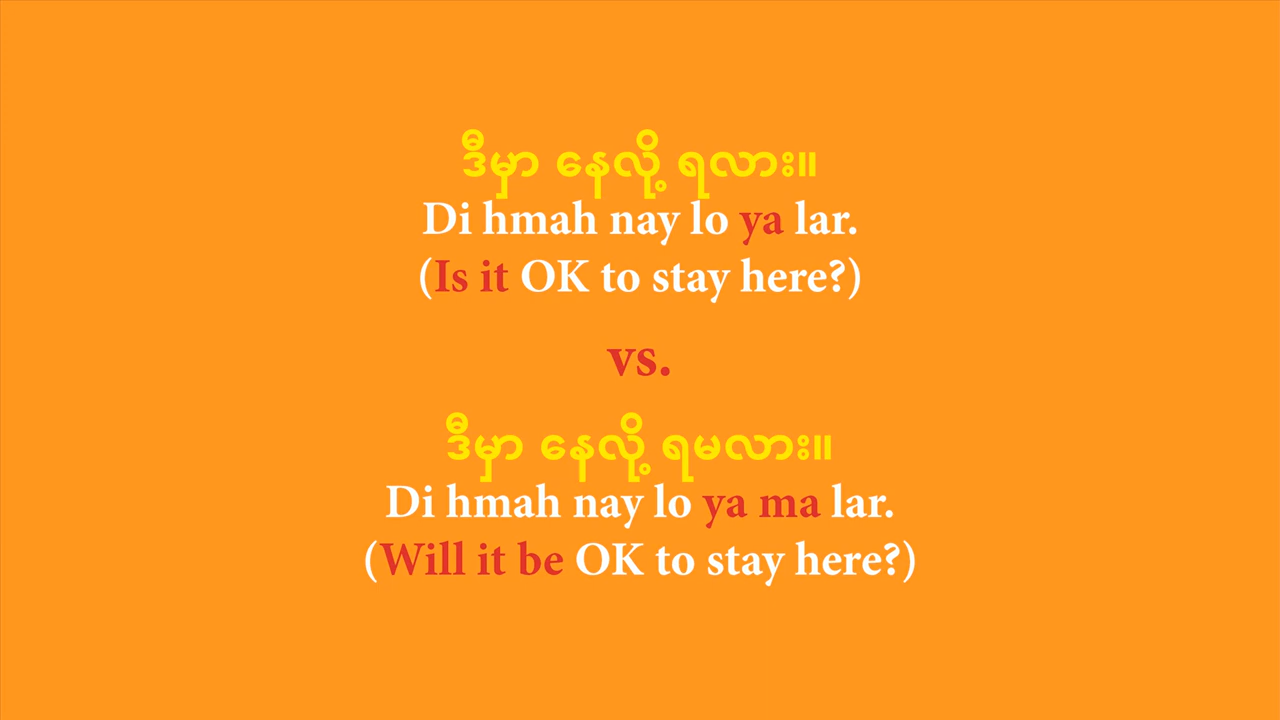 ဒီမှာ နေလို့ ရလား။
Di hmah nay lo ya lar.
(Is it OK to stay here?)
vs.
ဒီမှာ နေလို့ ရမလား။
Di hmah nay lo ya ma lar.
(Will it be OK to stay here?)